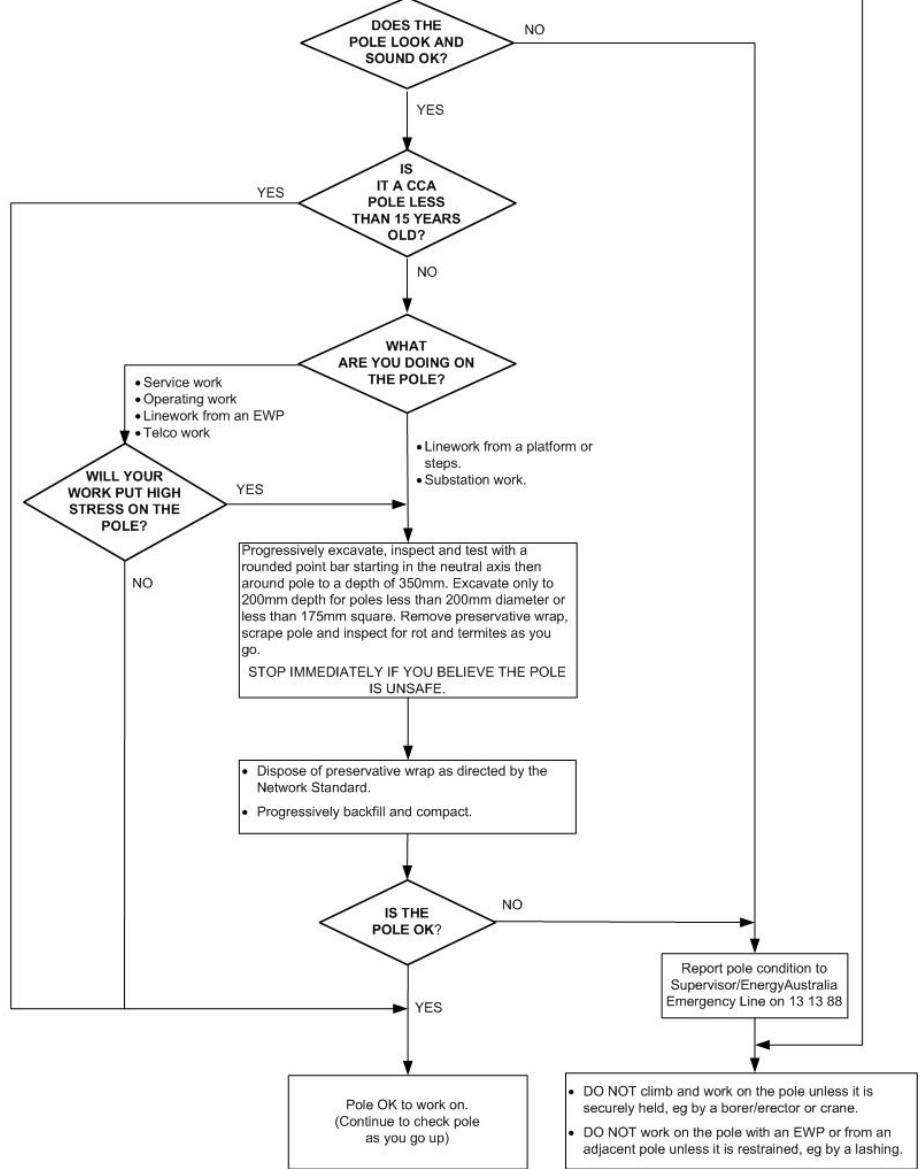 DOES THE
POLE LOOK AND
SOUND OK?
NO
YES
IS
IT A CCA
POLE LESS
THAN 15 YEARS
OLD?
YES
NO
WHAT
ARE YOU DOING ON
THE POLE?
• Service work
• Operating work
• Linework from an EWP
• Telco work
• Linework from a platform or
steps.
• Substation work.
WILL YOUR
WORK PUT HIGH
STRESS ON THE
POLE?
YES
NO
Progressively excavate, inspect and test with a
rounded point bar starting in the neutral axis then
around pole to a depth of 350mm. Excavate only to
200mm depth for poles less than 200mm diameter or
less than 175mm square. Remove preservative wrap,
scrape pole and inspect for rot and termites as you
go.
STOP IMMEDIATELY IF YOU BELIEVE THE POLE
IS UNSAFE.
• Dispose of preservative wrap as directed by the
Network Standard.
• Progressively backfill and compact.
IS THE
POLE OK?
NO
YES
Report pole condition to
Supervisor/EnergyAustralia
Emergency Line on 13 13 88
Pole OK to work on.
(Continue to check pole
as you go up)
• DO NOT climb and work on the pole unless it is
securely held, eg by a borer/erector or crane.
• DO NOT work on the pole with an EWP or from an
adjacent pole unless it is restrained, eg by a lashing.